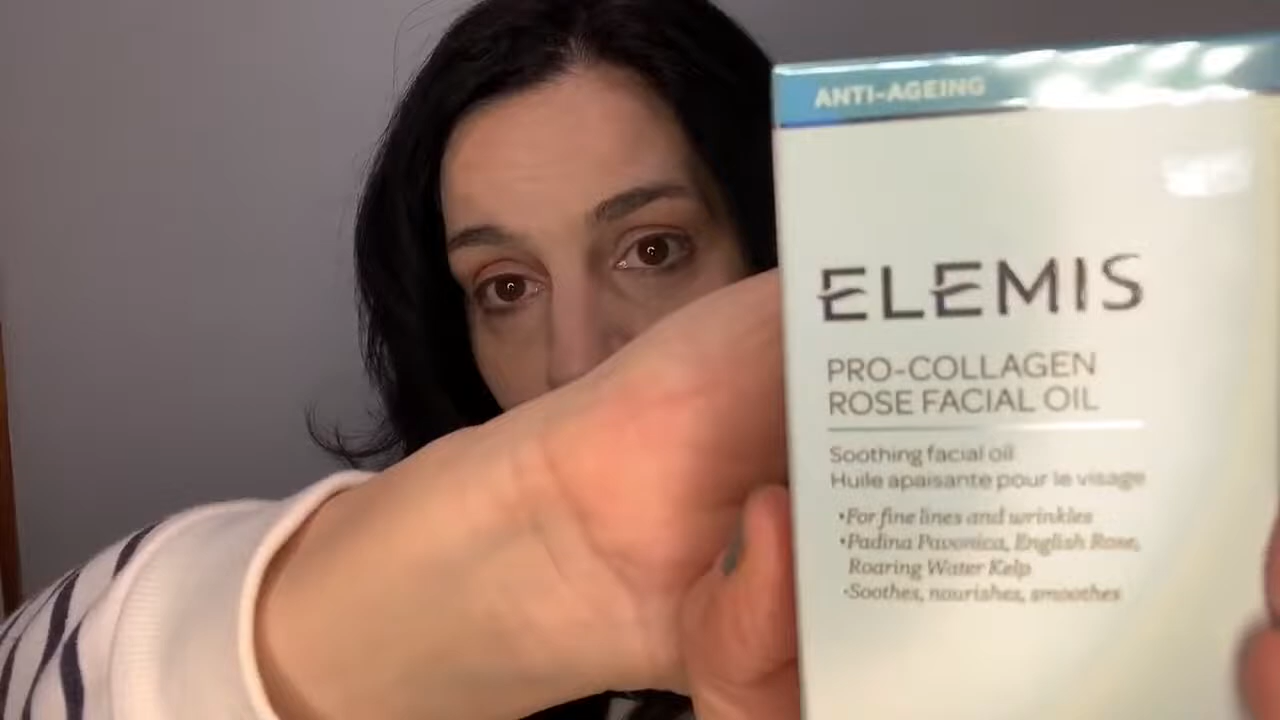 ANTI-AGEING
ELEMIS
PRO-COLLAGEN
ROSE FACIAL OIL
Soothing facial oil
Huile apaisante pour le visage
•For fine lines and wrinkles
•Padina Pavonica, English Rose,
Roaring Water Kelp
•Soothes, nourishes, smoothes